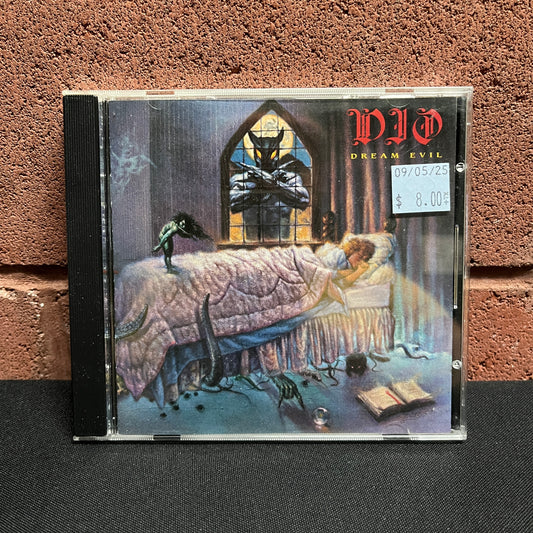 DIO
DREAM EVIL
09/05/25
$ 8.00